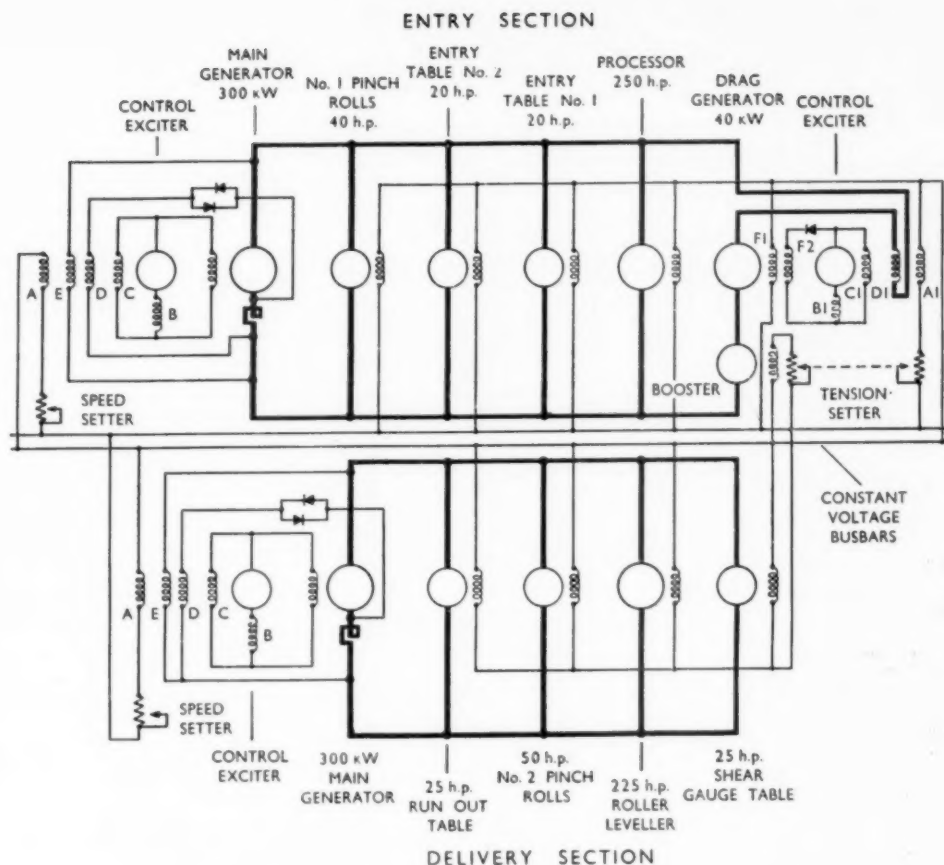 ENTRY SECTION
MAIN
GENERATOR
300 kW
No. 1 PINCH
ROLLS
40 h.p.
ENTRY
TABLE No. 2
20 h.p.
ENTRY
TABLE No. 1
20 h.p.
PROCESSOR
250 h.p.
DRAG
GENERATOR
40 kW
CONTROL
EXCITER
CONTROL
EXCITER
A
E
D
C
B
F1
F2
B1
C1
D1
A1
SPEED
SETTER
BOOSTER
TENSION-
SETTER
CONSTANT
VOLTAGE
BUSBARS
A
E
D
C
B
SPEED
SETTER
CONTROL
EXCITER
300 kW
MAIN
GENERATOR
25 h.p.
RUN OUT
TABLE
50 h.p.
No. 2 PINCH
ROLLS
225 h.p.
ROLLER
LEVELLER
25 h.p.
SHEAR
GAUGE TABLE
DELIVERY SECTION